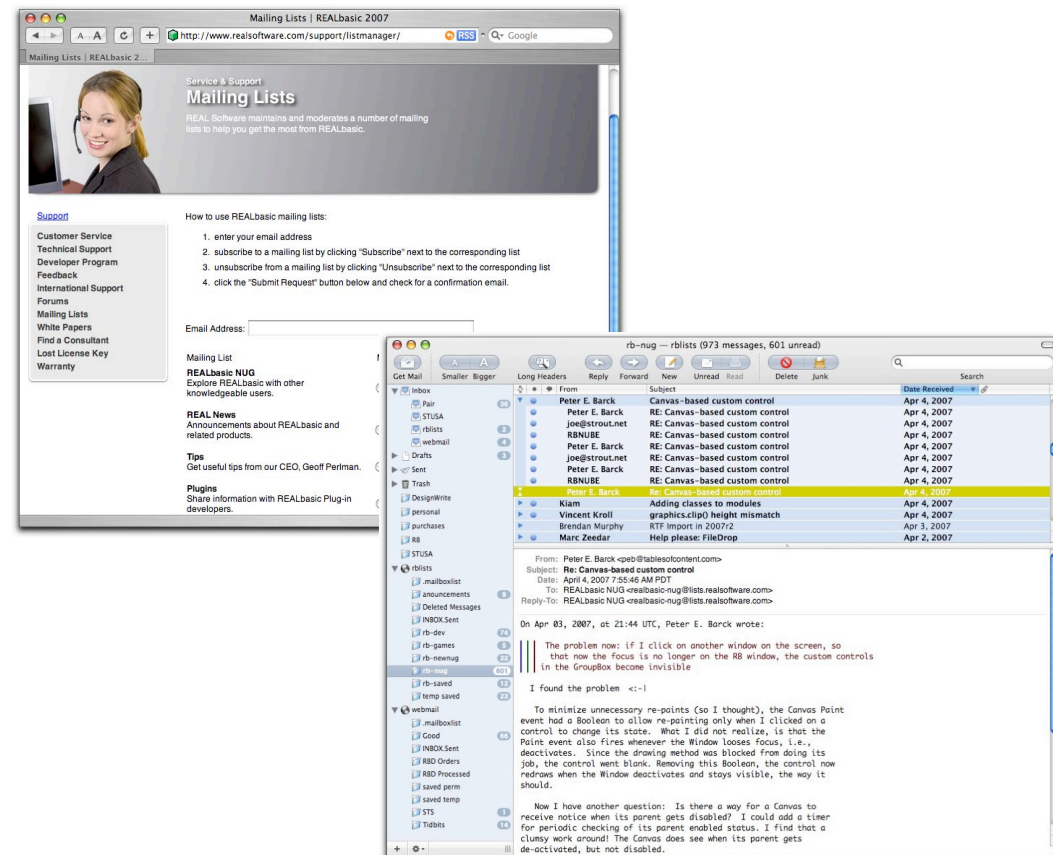 Mailing Lists | REALbasic 2007
A A
http://www.realsoftware.com/support/listmanager/
RSS
Google
Mailing Lists | REALbasic 2...
Service & Support
Mailing Lists
REAL Software maintains and moderates a number of mailing
lists to help you get the most from REALbasic.
Support
Customer Service
Technical Support
Developer Program
Feedback
International Support
Forums
Mailing Lists
White Papers
Find a Consultant
Lost License Key
Warranty
How to use REALbasic mailing lists:
1. enter your email address
2. subscribe to a mailing list by clicking "Subscribe" next to the corresponding list
3. unsubscribe from a mailing list by clicking "Unsubscribe" next to the corresponding list
4. click the "Submit Request" button below and check for a confirmation email.
Email Address:
Mailing List
REALbasic NUG
Explore REALbasic with other
knowledgeable users.
REAL News
Announcements about REALbasic and
related products.
Tips
Get useful tips from our CEO, Geoff Perlman.
Plugins
Share information with REALbasic Plug-in
developers.
rb-nug — rblists (973 messages, 601 unread)
A A
Get Mail Smaller Bigger Long Headers Reply Forward New Unread Read Delete Junk Search
From Subject Date Received
Inbox
Pair
STUSA
rblists 2
webmail 4
Drafts 3
Sent
Trash
DesignWrite
personal
purchases
RB
STUSA
rblists
.mailboxlist
anouncements
Deleted Messages
INBOX.Sent
rb-dev 74
rb-games
rb-newnug 22
rb-nug 601
rb-saved 12
temp saved 23
webmail
.mailboxlist
Good
INBOX.Sent
RBD Orders
RBD Processed
saved perm
saved temp
STS 1
Tidbits 14
Peter E. Barck Canvas-based custom control Apr 4, 2007
Peter E. Barck RE: Canvas-based custom control Apr 4, 2007
joe@strout.net RE: Canvas-based custom control Apr 4, 2007
RBNUBE RE: Canvas-based custom control Apr 4, 2007
Peter E. Barck RE: Canvas-based custom control Apr 4, 2007
joe@strout.net RE: Canvas-based custom control Apr 4, 2007
Peter E. Barck RE: Canvas-based custom control Apr 4, 2007
RBNUBE RE: Canvas-based custom control Apr 4, 2007
Peter E. Barck Re: Canvas-based custom control Apr 4, 2007
Kiam Adding classes to modules Apr 4, 2007
Vincent Kroll graphics.clip() height mismatch Apr 4, 2007
Brendan Murphy RTF Import in 2007r2 Apr 3, 2007
Marc Zeedar Help please: FileDrop Apr 2, 2007
From: Peter E. Barck <peb@tablesofcontent.com>
Subject: Re: Canvas-based custom control
Date: April 4, 2007 7:55:46 AM PDT
To: REALbasic NUG <realbasic-nug@lists.realsoftware.com>
Reply-To: REALbasic NUG <realbasic-nug@lists.realsoftware.com>
On Apr 03, 2007, at 21:44 UTC, Peter E. Barck wrote:
The problem now: if I click on another window on the screen, so
that now the focus is no longer on the RB window, the custom controls
in the GroupBox become invisible
I found the problem <:-|
To minimize unnecessary re-paints (so I thought), the Canvas Paint
event had a Boolean to allow re-painting only when I clicked on a
control to change its state. What I did not realize, is that the
Paint event also fires whenever the Window looses focus, i.e.,
deactivates. Since the drawing method was blocked from doing its
job, the control went blank. Removing this Boolean, the control now
redraws when the Window deactivates and stays visible, the way it
should.
Now I have another question: Is there a way for a Canvas to
receive notice when its parent gets disabled? I could add a timer
for periodic checking of its parent enabled status. I find that a
clumsy work around! The Canvas does see when its parent gets
de-activated, but not disabled.